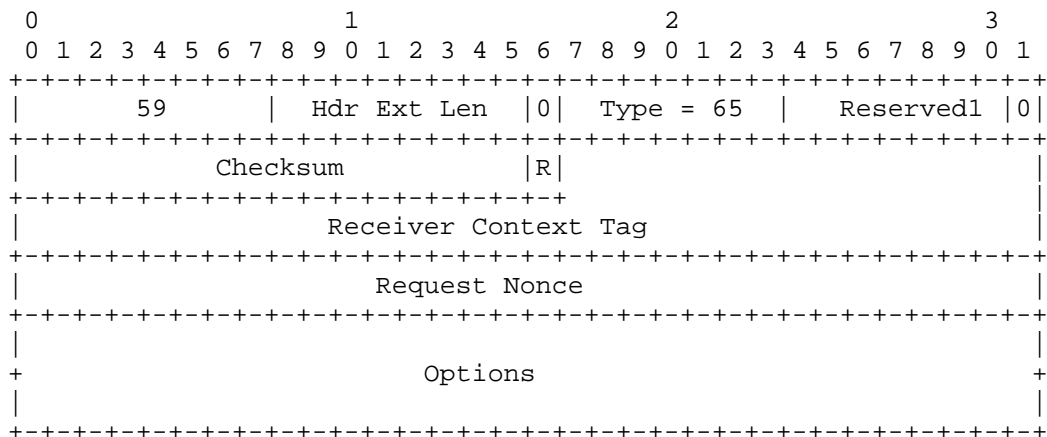 0                   1                   2                   3
 0 1 2 3 4 5 6 7 8 9 0 1 2 3 4 5 6 7 8 9 0 1 2 3 4 5 6 7 8 9 0 1
+-+-+-+-+-+-+-+-+-+-+-+-+-+-+-+-+-+-+-+-+-+-+-+-+-+-+-+-+-+-+-+-+
|       59      |  Hdr Ext Len  |0|  Type = 65  |   Reserved1 |0|
+-+-+-+-+-+-+-+-+-+-+-+-+-+-+-+-+-+-+-+-+-+-+-+-+-+-+-+-+-+-+-+-+
|            Checksum           |R|                             |
+-+-+-+-+-+-+-+-+-+-+-+-+-+-+-+-+-+                             |
|                   Receiver Context Tag                        |
+-+-+-+-+-+-+-+-+-+-+-+-+-+-+-+-+-+-+-+-+-+-+-+-+-+-+-+-+-+-+-+-+
|                      Request Nonce                            |
+-+-+-+-+-+-+-+-+-+-+-+-+-+-+-+-+-+-+-+-+-+-+-+-+-+-+-+-+-+-+-+-+
|                                                               |
+                         Options                               +
|                                                               |
+-+-+-+-+-+-+-+-+-+-+-+-+-+-+-+-+-+-+-+-+-+-+-+-+-+-+-+-+-+-+-+-+